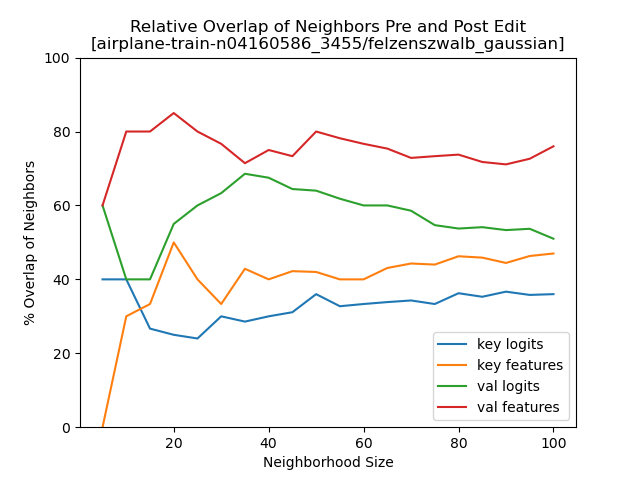 Relative Overlap of Neighbors Pre and Post Edit
[airplane-train-n04160586_3455/felzenszwalb_gaussian]
100
80
60
40
20
0
% Overlap of Neighbors
key logits
key features
val logits
val features
20 40 60 80 100
Neighborhood Size